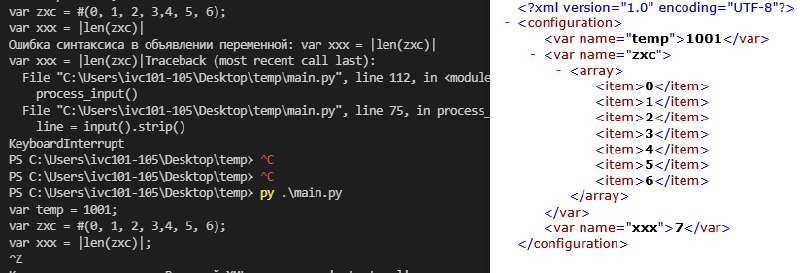 var zxc = #(0, 1, 2, 3,4, 5, 6);
var xxx = |len(zxc)|
Ошибка синтаксиса в объявлении переменной: var xxx = |len(zxc)|
var xxx = |len(zxc)|Traceback (most recent call last):
File "C:\Users\ivc101-105\Desktop\temp\main.py", line 112, in <module
process_input()
File "C:\Users\ivc101-105\Desktop\temp\main.py", line 75, in process_
line = input().strip()
KeyboardInterrupt
PS C:\Users\ivc101-105\Desktop\temp> ^C
PS C:\Users\ivc101-105\Desktop\temp> ^C
PS C:\Users\ivc101-105\Desktop\temp> py .\main.py
var temp = 1001;
var zxc = #(0, 1, 2, 3,4, 5, 6);
var xxx = |len(zxc)|;
^Z
<?xml version="1.0" encoding="UTF-8"?>
- <configuration>
<var name="temp">1001</var>
- <var name="zxc">
- <array>
<item>0</item>
<item>1</item>
<item>2</item>
<item>3</item>
<item>4</item>
<item>5</item>
<item>6</item>
</array>
</var>
<var name="xxx">7</var>
</configuration>